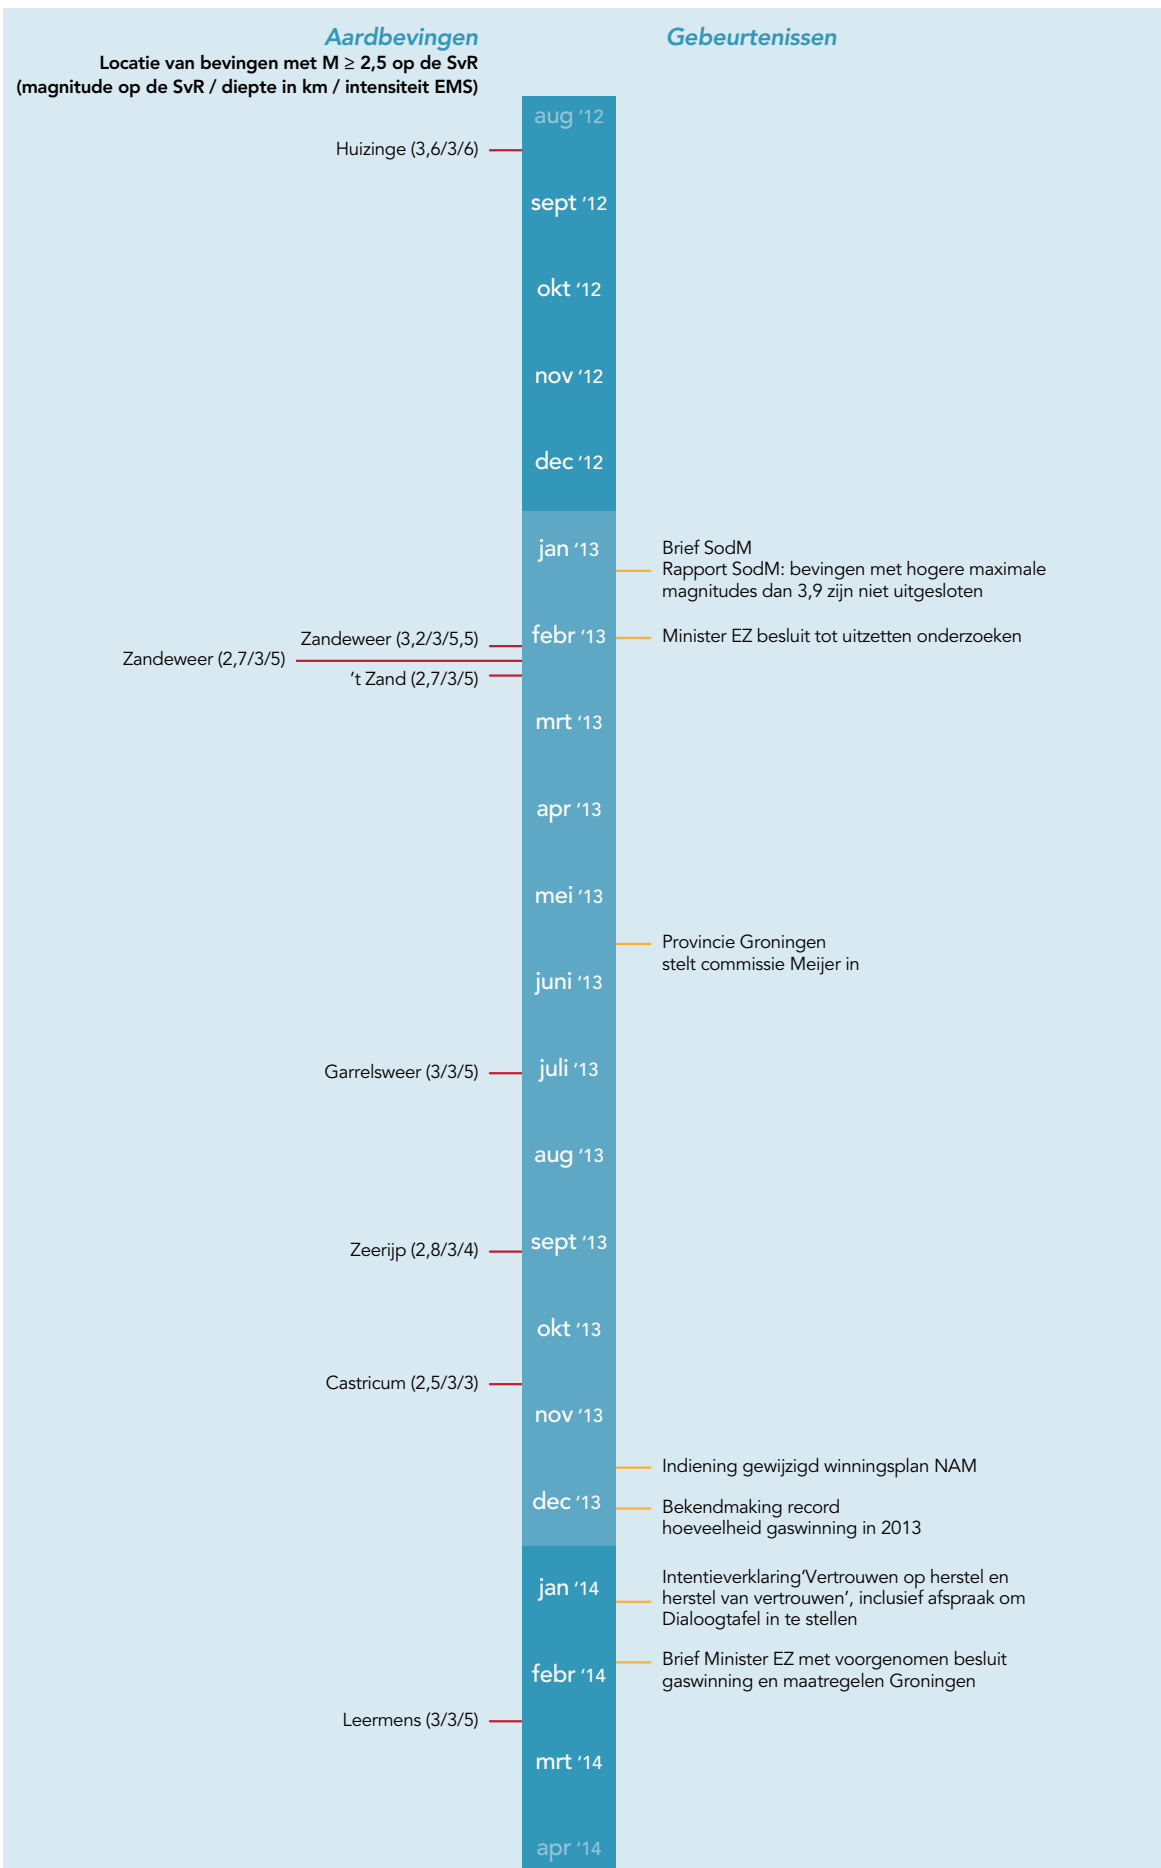 Aardbevingen
Locatie van bevingen met M ≥ 2,5 op de SvR
(magnitude op de SvR / diepte in km / intensiteit EMS)
Gebeurtenissen
aug '12
Huizinge (3,6/3/6)
sept '12
okt '12
nov '12
dec '12
jan '13
Brief SodM
Rapport SodM: bevingen met hogere maximale
magnitudes dan 3,9 zijn niet uitgesloten
febr '13
Minister EZ besluit tot uitzetten onderzoeken
Zandeweer (3,2/3/5,5)
Zandeweer (2,7/3/5)
't Zand (2,7/3/5)
mrt '13
apr '13
mei '13
Provincie Groningen
stelt commissie Meijer in
juni '13
juli '13
Garrelsweer (3/3/5)
aug '13
sept '13
Zeerijp (2,8/3/4)
okt '13
Castricum (2,5/3/3)
nov '13
Indiening gewijzigd winningsplan NAM
dec '13
Bekendmaking record
hoeveelheid gaswinning in 2013
jan '14
Intentieverklaring‘Vertrouwen op herstel en
herstel van vertrouwen’, inclusief afspraak om
Dialoogtafel in te stellen
febr '14
Brief Minister EZ met voorgenomen besluit
gaswinning en maatregelen Groningen
Leermens (3/3/5)
mrt '14
apr '14